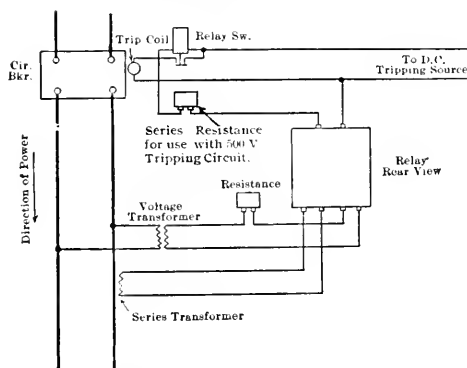 Trip Coil
Relay Sw.
Cir.
Bkr.
To D.C.
Tripping Source
Series Resistance
for use with 500 V
Tripping Circuit.
Relay
Rear View
Resistance
Direction of Power
Voltage
Transformer
Series Transformer